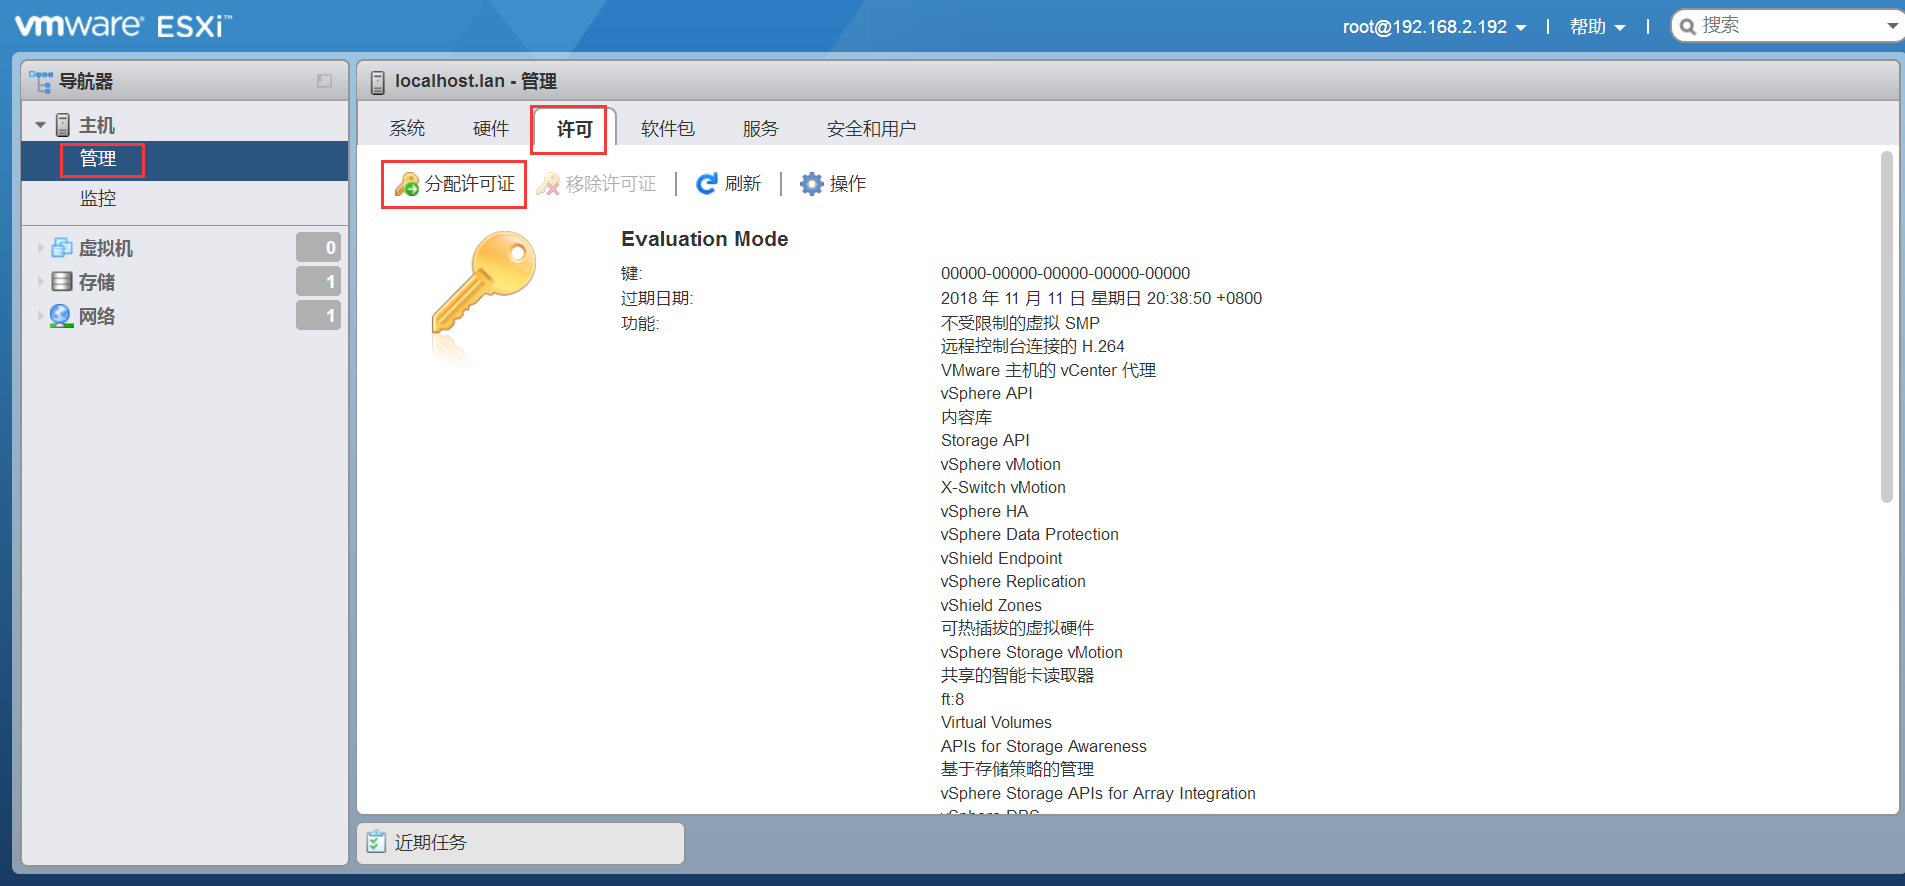 vmware ESXi™
root@192.168.2.192
帮助
搜索
导航器
主机
管理
监控
虚拟机 0
存储 1
网络 1
localhost.lan - 管理
系统 硬件 许可 软件包 服务 安全和用户
分配许可证 移除许可证 刷新 操作
Evaluation Mode
键: 00000-00000-00000-00000-00000
过期日期: 2018 年 11 月 11 日 星期日 20:38:50 +0800
功能: 不受限制的虚拟 SMP
远程控制台连接的 H.264
VMware 主机的 vCenter 代理
vSphere API
内容库
Storage API
vSphere vMotion
X-Switch vMotion
vSphere HA
vSphere Data Protection
vShield Endpoint
vSphere Replication
vShield Zones
可热插拔的虚拟硬件
vSphere Storage vMotion
共享的智能卡读取器
ft:8
Virtual Volumes
APIs for Storage Awareness
基于存储策略的管理
vSphere Storage APIs for Array Integration
近期任务